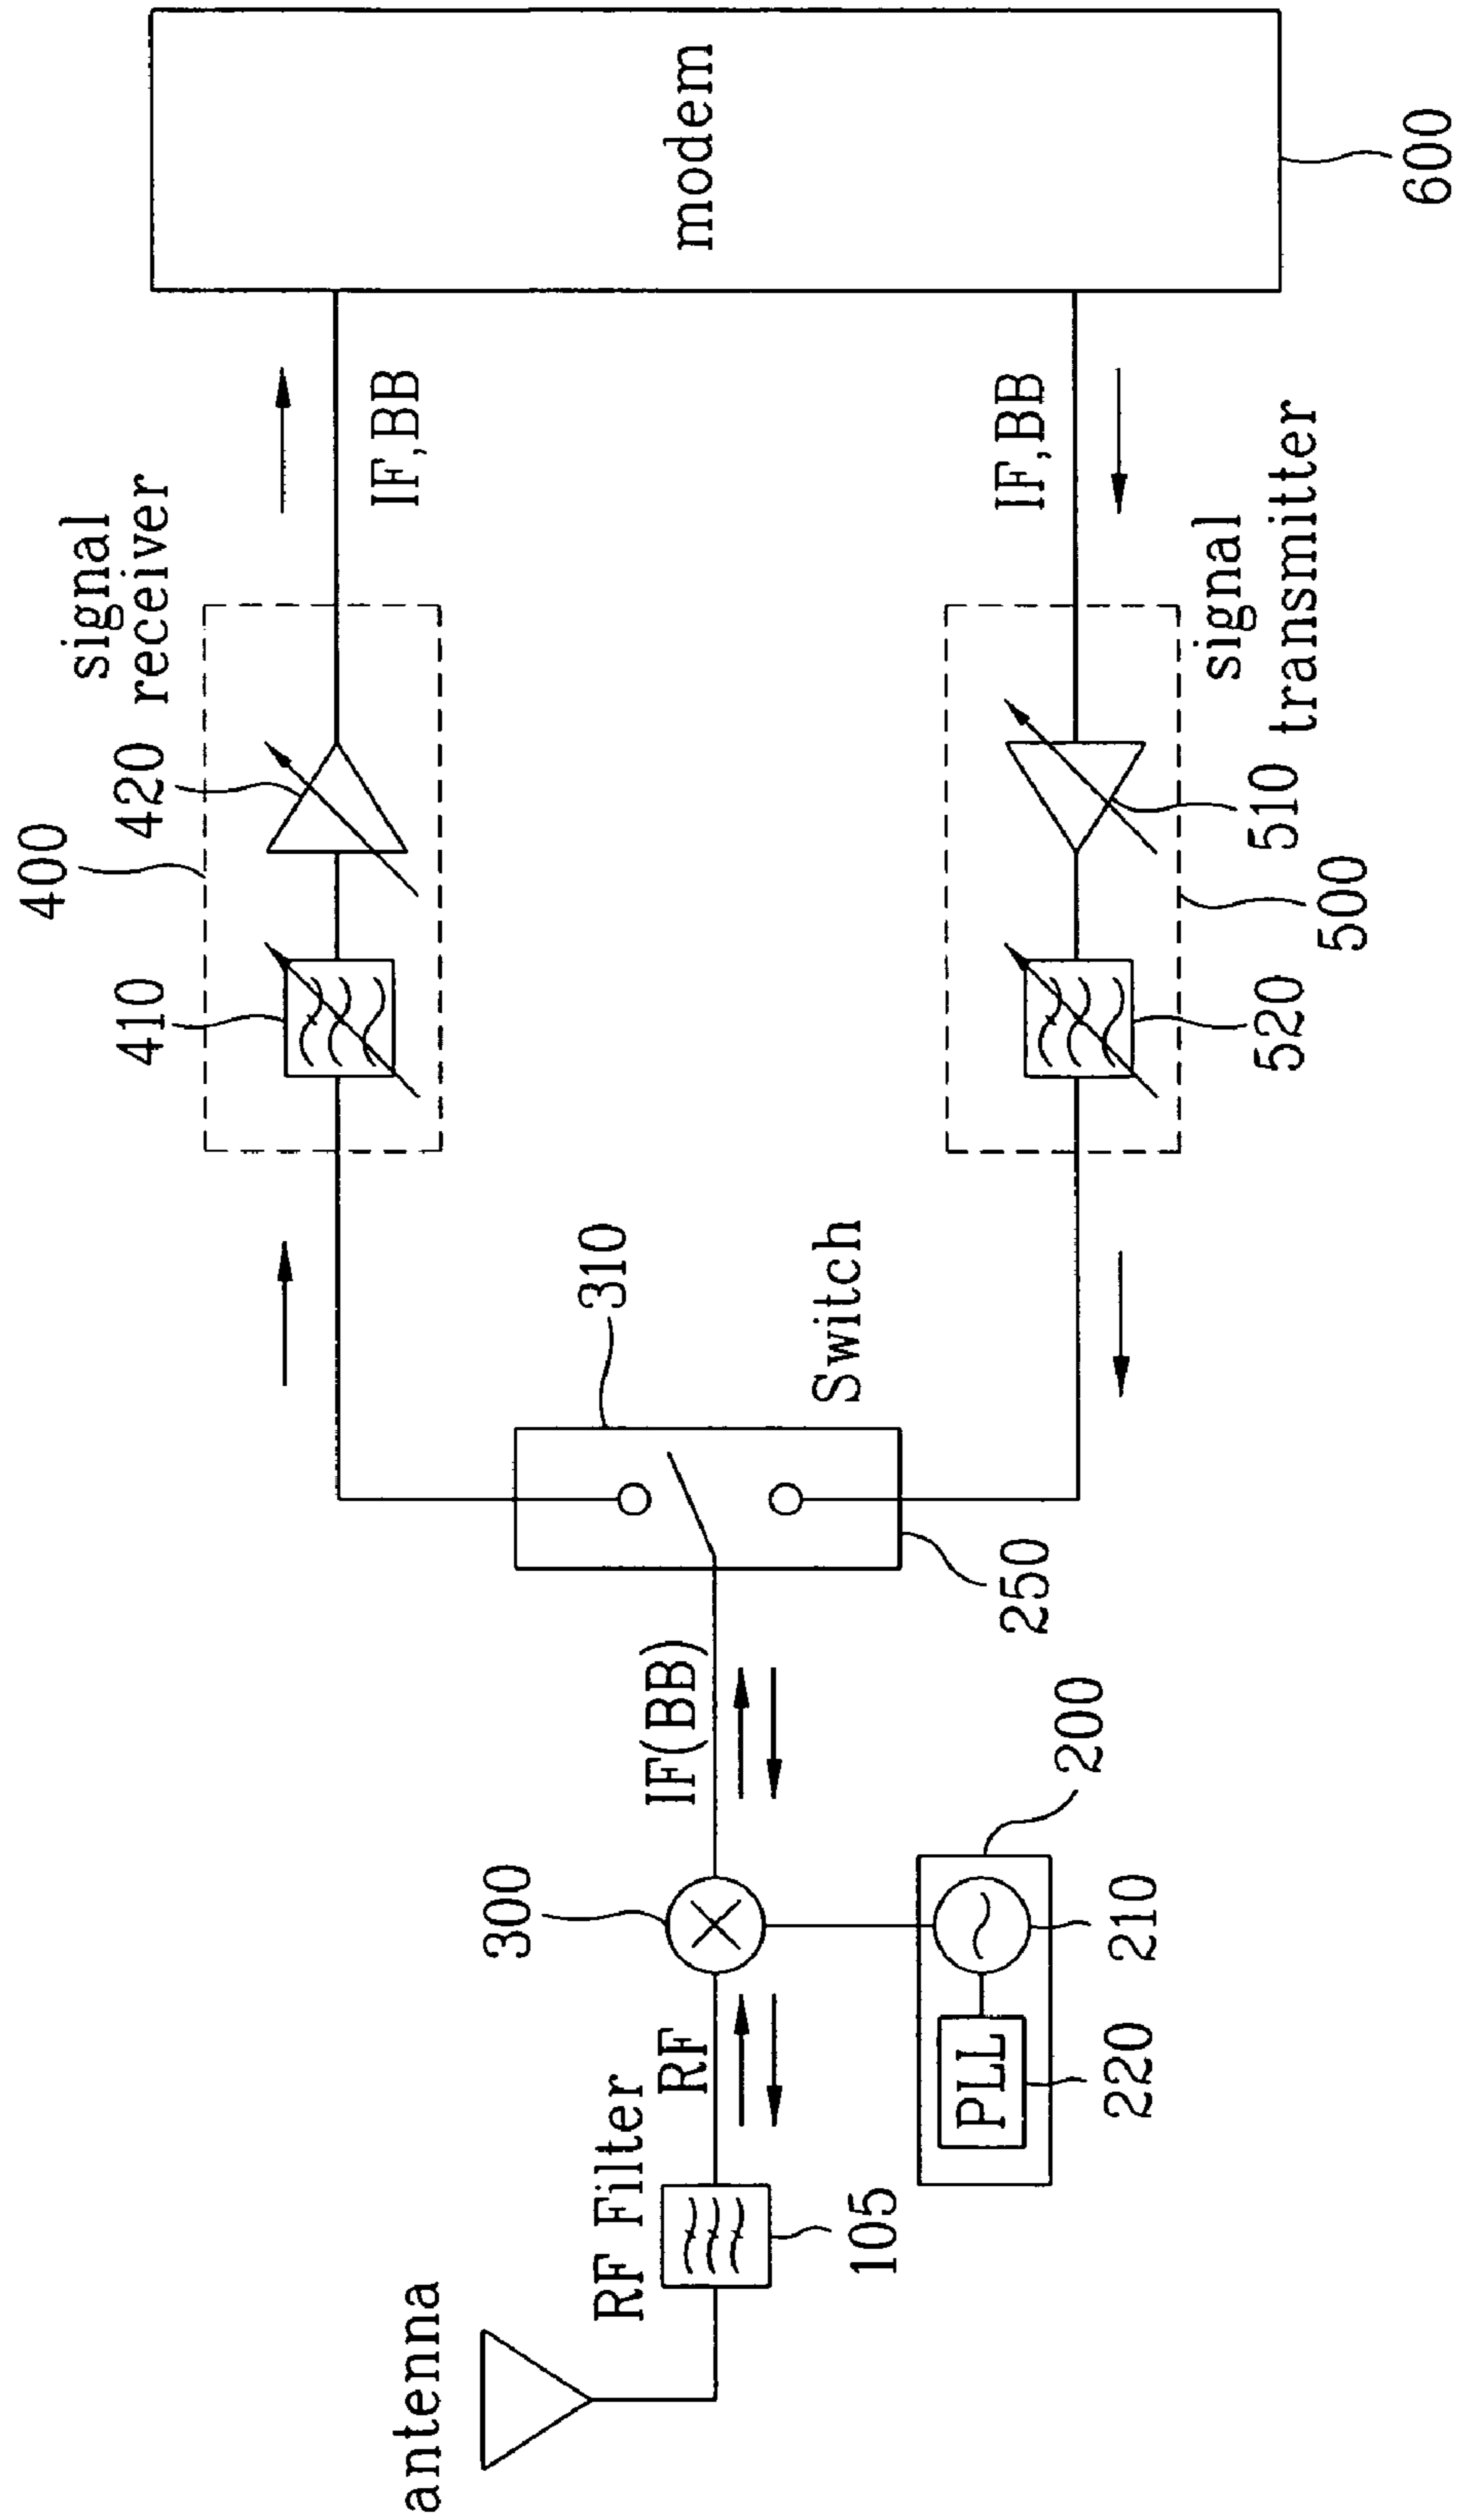 antenna
RF Filter
105
RF
300
PLL
220
210
200
IF(BB)
310
250
Switch
400
signal
receiver
410
420
IF,BB
signal
transmitter
500
510
520
IF,BB
modem
600